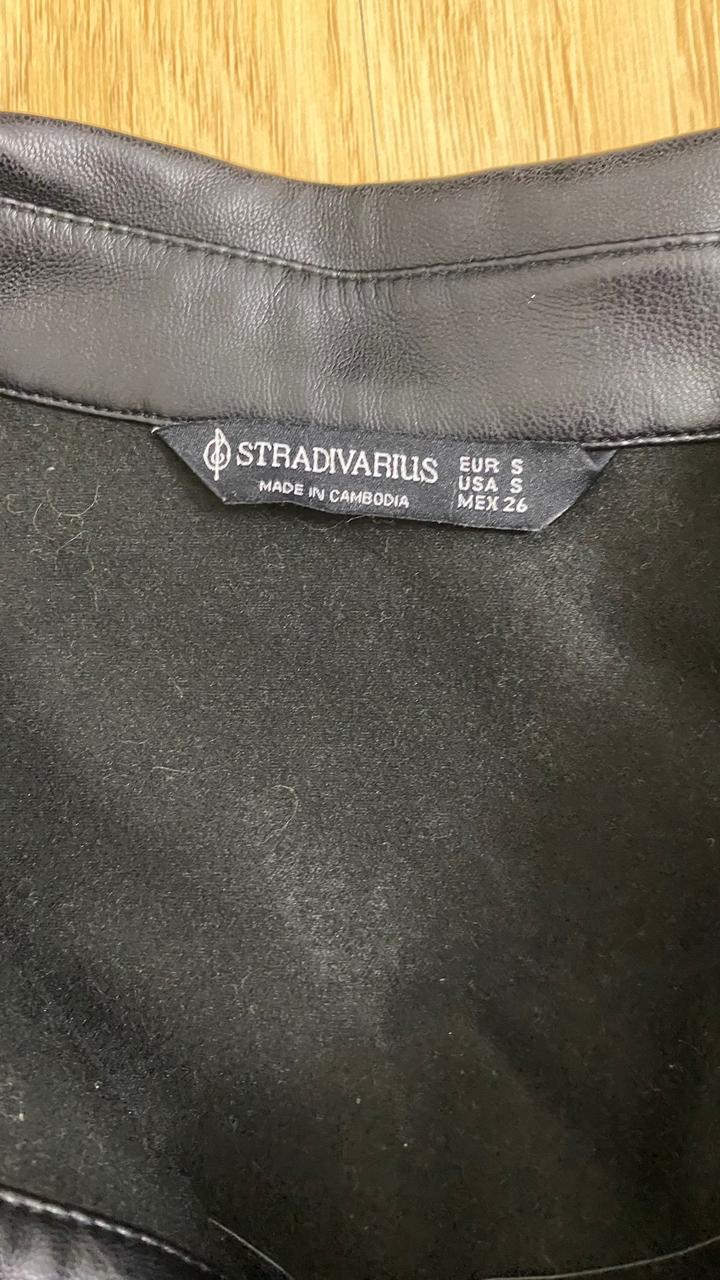 STRADIVARIUS
MADE IN CAMBODIA
EUR S
USA S
MEX 26